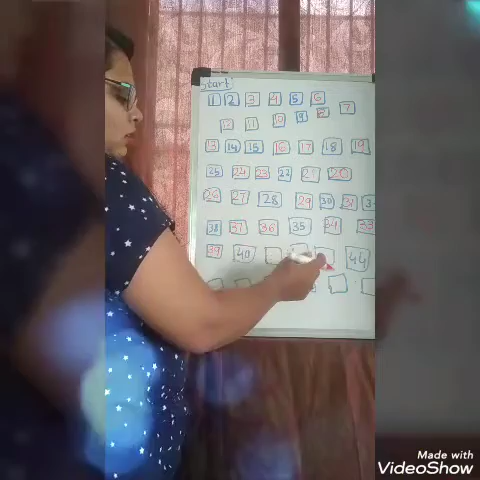 Start
1 2 3 4 5 6
7
12 11 10 9 8
13 14 15 16 17 18 19
25 24 23 22 21 20
26 27 28 29 30 31
38 37 36 35 34 33
39 40 44
Made with
VideoShow